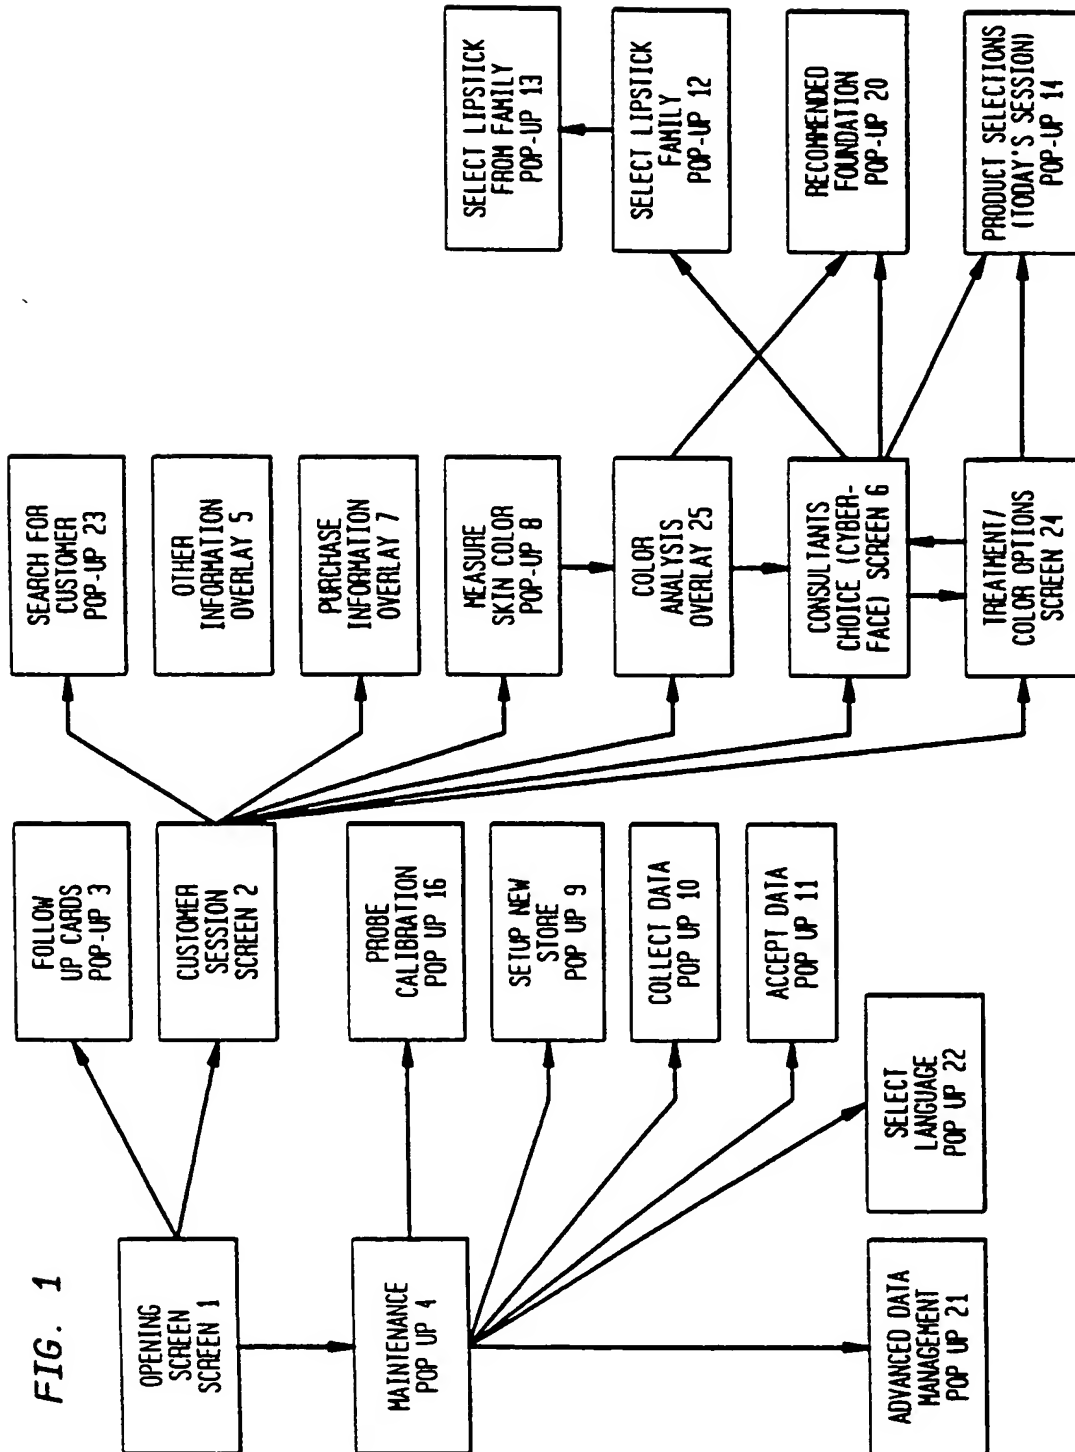 FIG. 1
OPENING
SCREEN
SCREEN 1
MAINTENANCE
POP UP 4
ADVANCED DATA
MANAGEMENT
POP UP 21
FOLLOW
UP CARDS
POP-UP 3
CUSTOMER
SESSION
SCREEN 2
PROBE
CALIBRATION
POP UP 16
SETUP NEW
STORE
POP UP 9
COLLECT DATA
POP UP 10
ACCEPT DATA
POP UP 11
SELECT
LANGUAGE
POP UP 22
SEARCH FOR
CUSTOMER
POP-UP 23
OTHER
INFORMATION
OVERLAY 5
PURCHASE
INFORMATION
OVERLAY 7
MEASURE
SKIN COLOR
POP-UP 8
COLOR
ANALYSIS
OVERLAY 25
CONSULTANTS
CHOICE (CYBER-
FACE) SCREEN 6
TREATMENT/
COLOR OPTIONS
SCREEN 24
SELECT LIPSTICK
FROM FAMILY
POP-UP 13
SELECT LIPSTICK
FAMILY
POP-UP 12
RECOMMENDED
FOUNDATION
POP-UP 20
PRODUCT SELECTIONS
(TODAY'S SESSION)
POP-UP 14